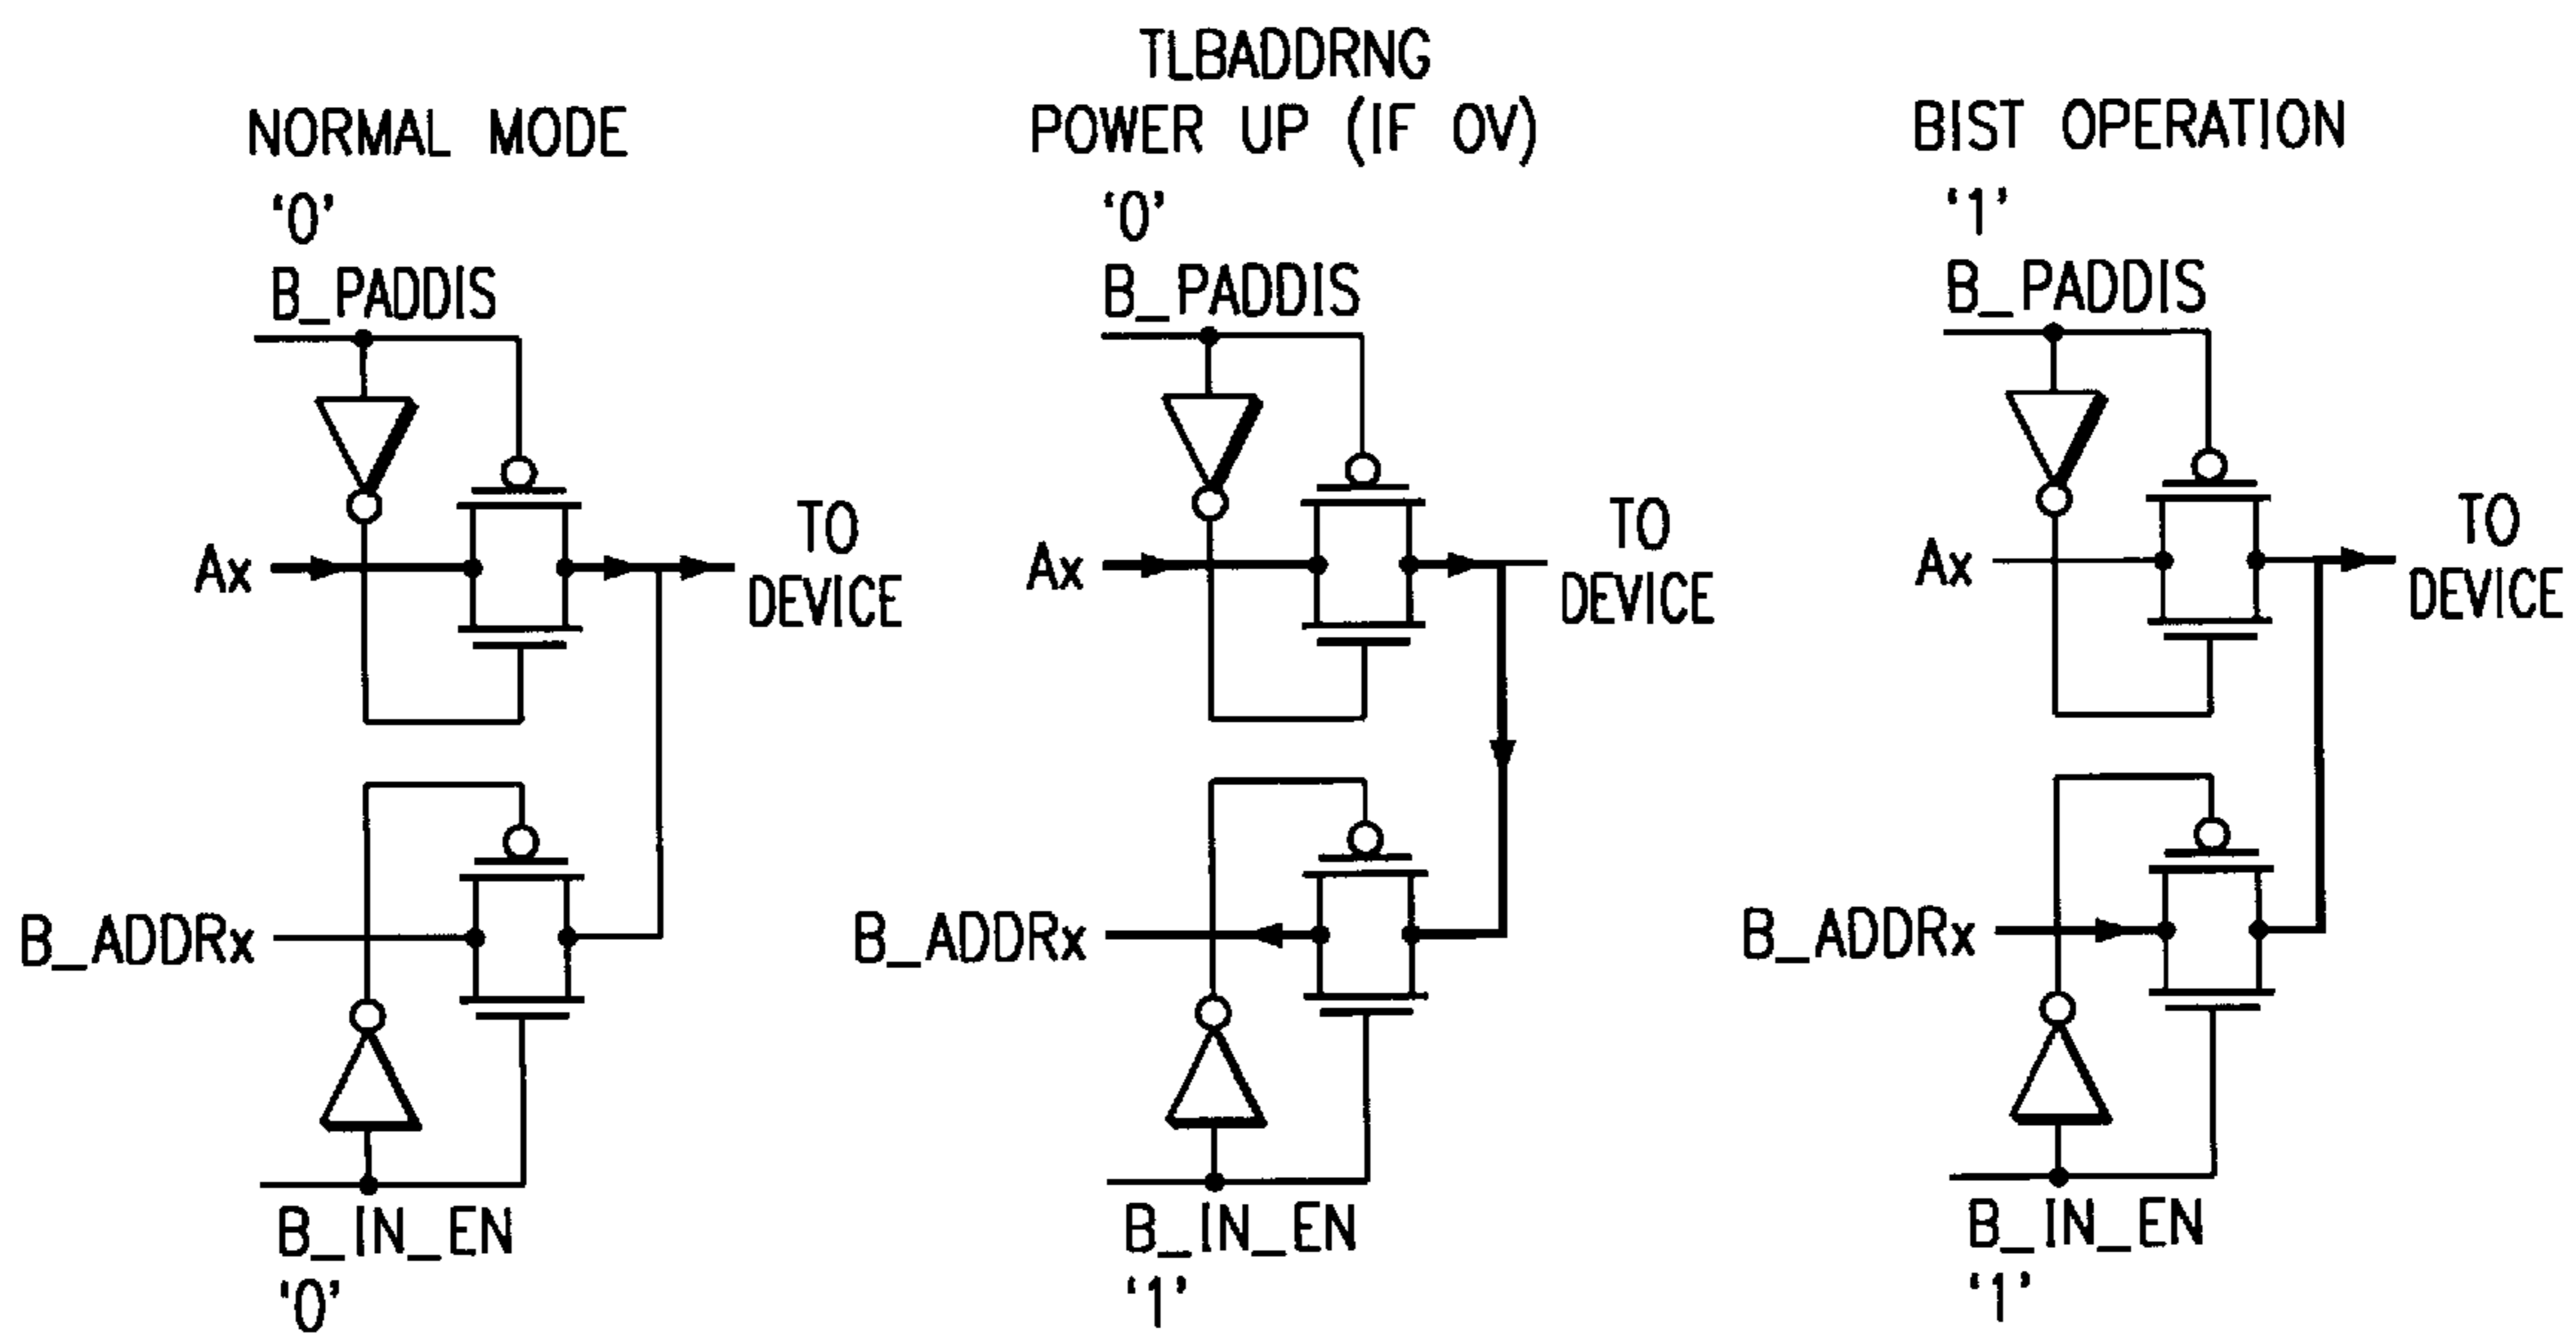 NORMAL MODE
'0'
B_PADDIS
Ax
TO
DEVICE
B_ADDRx
B_IN_EN
'0'
TLBADDRNG
POWER UP (IF OV)
'0'
B_PADDIS
Ax
TO
DEVICE
B_ADDRx
B_IN_EN
'1'
BIST OPERATION
'1'
B_PADDIS
Ax
TO
DEVICE
B_ADDRx
B_IN_EN
'1'